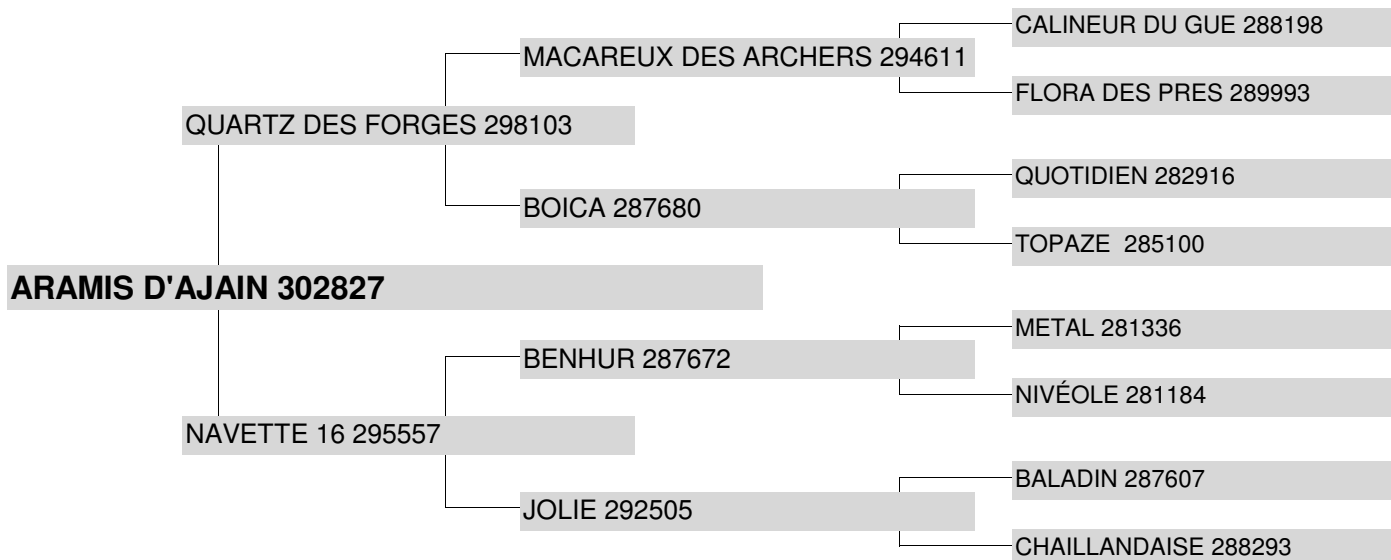 CALINEUR DU GUE 288198
MACAREUX DES ARCHERS 294611
FLORA DES PRES 289993
QUARTZ DES FORGES 298103
QUOTIDIEN 282916
BOICA 287680
TOPAZE  285100
ARAMIS D'AJAIN 302827
METAL 281336
BENHUR 287672
NIVÉOLE 281184
NAVETTE 16 295557
BALADIN 287607
JOLIE 292505
CHAILLANDAISE 288293